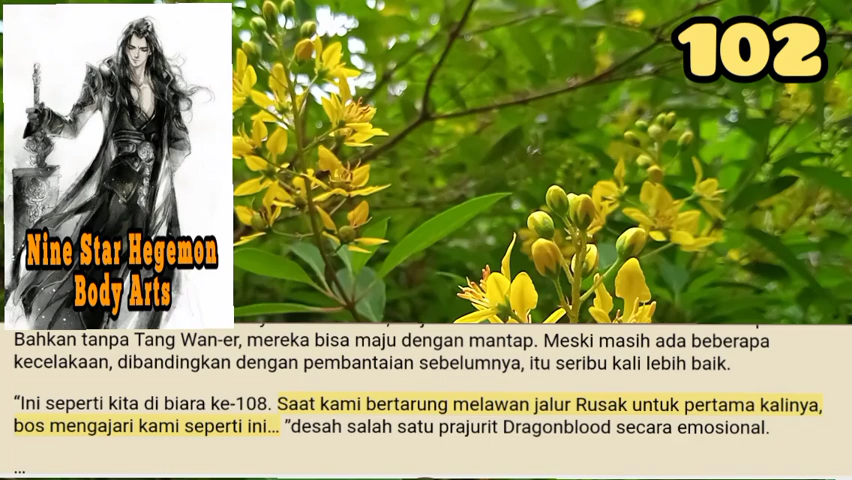 102
Nine Star Hegemon
Body Arts
Bahkan tanpa Tang Wan-er, mereka bisa maju dengan mantap. Meski masih ada beberapa
kecelakaan, dibandingkan dengan pembantaian sebelumnya, itu seribu kali lebih baik.
“Ini seperti kita di biara ke-108. Saat kami bertarung melawan jalur Rusak untuk pertama kalinya,
bos mengajari kami seperti ini... ”desah salah satu prajurit Dragonblood secara emosional.
...